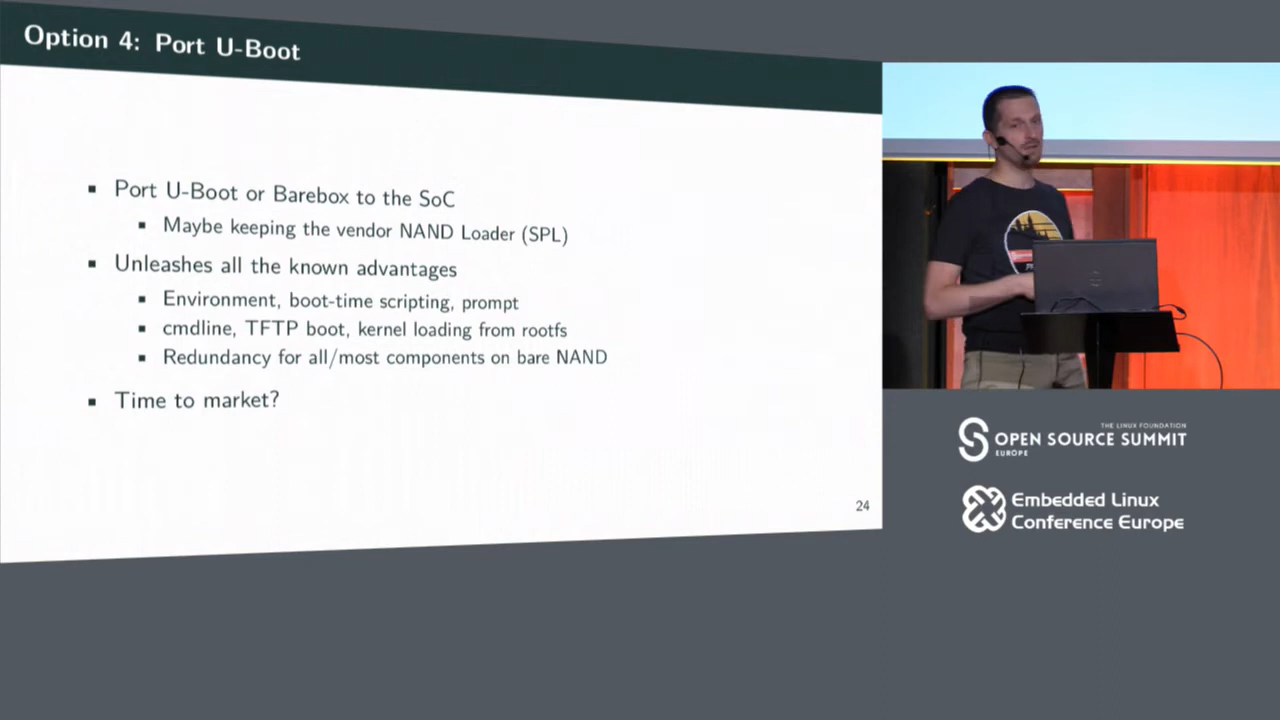 Option 4: Port U-Boot
Port U-Boot or Barebox to the SoC
Maybe keeping the vendor NAND Loader (SPL)
Unleashes all the known advantages
Environment, boot-time scripting, prompt
cmdline, TFTP boot, kernel loading from rootfs
Redundancy for all/most components on bare NAND
Time to market?
24
THE LINUX FOUNDATION
OPEN SOURCE SUMMIT
EUROPE
Embedded Linux
Conference Europe